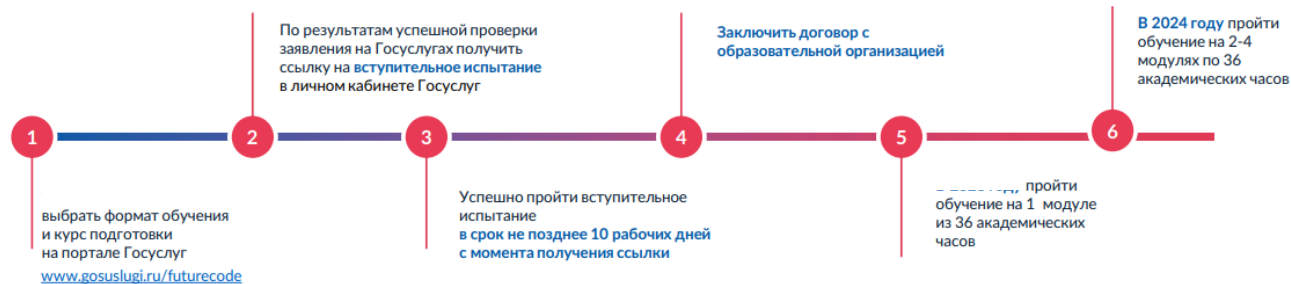 1
выбрать формат обучения
и курс подготовки
на портале Госуслуг
www.gosuslugi.ru/futurecode
2
По результатам успешной проверки
заявления на Госуслугах получить
ссылку на вступительное испытание
в личном кабинете Госуслуг
3
Успешно пройти вступительное
испытание
в срок не позднее 10 рабочих дней
с момента получения ссылки
4
Заключить договор с
образовательной организацией
5
пройти
обучение на 1 модуле
из 36 академических
часов
6
В 2024 году пройти
обучение на 2-4
модулях по 36
академических часов